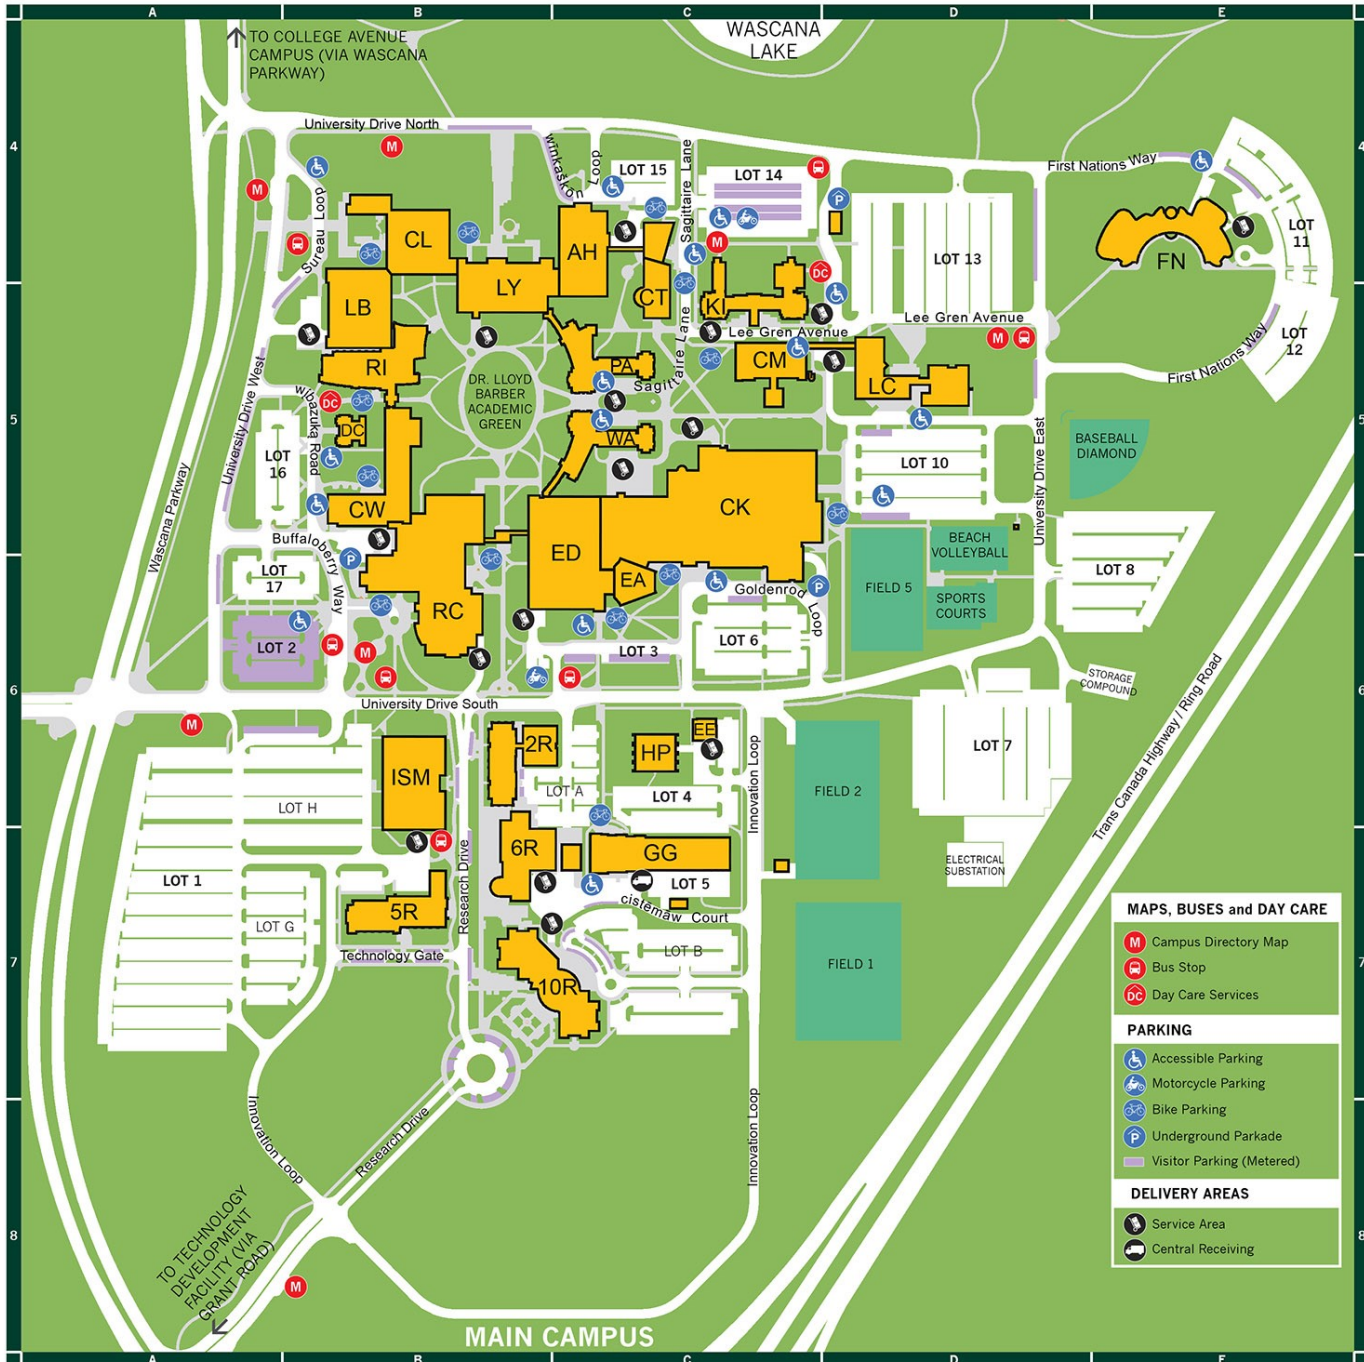 A B C D E
WASCANA
LAKE
TO COLLEGE AVENUE
CAMPUS (VIA WASCANA
PARKWAY)
4
4
University Drive North
M
winkaškon Loop
Sagittaire Lane
LOT 15
LOT 14
First Nations Way
M
Sureau Loop
P
LOT
11
CL
AH
M
DC
LOT 13
FN
LY
CT
KI
LB
Lee Gren Avenue
Lee Gren Avenue
M
LOT
12
First Nations Way
RI
PA
Sagittaire Lane
CM
LC
DR. LLOYD
BARBER
ACADEMIC
GREEN
University Drive West
wîbazuką Road
DC
DC
5
5
WA
LOT
16
LOT 10
BASEBALL
DIAMOND
University Drive East
Wascana Parkway
CW
CK
Buffaloberry Way
P
BEACH
VOLLEYBALL
ED
EA
LOT
17
LOT 8
Goldenrod Loop
P
FIELD 5
SPORTS
COURTS
RC
LOT 2
M
LOT 3
LOT 6
STORAGE
COMPOUND
6
6
University Drive South
M
2R
EE
HP
LOT 7
ISM
LOT A
LOT 4
Innovation Loop
FIELD 2
LOT H
Trans Canada Highway / Ring Road
6R
GG
ELECTRICAL
SUBSTATION
LOT 1
Research Drive
LOT 5
5R
cistēmaw Court
LOT G
LOT B
Technology Gate
7
7
FIELD 1
10R
Innovation Loop
Research Drive
Innovation Loop
TO TECHNOLOGY
DEVELOPMENT
FACILITY (VIA
GRANT ROAD)
8
8
M
MAPS, BUSES and DAY CARE
M Campus Directory Map
Bus Stop
DC Day Care Services
PARKING
Accessible Parking
Motorcycle Parking
Bike Parking
P Underground Parkade
Visitor Parking (Metered)
DELIVERY AREAS
Service Area
Central Receiving
MAIN CAMPUS
A B C D E